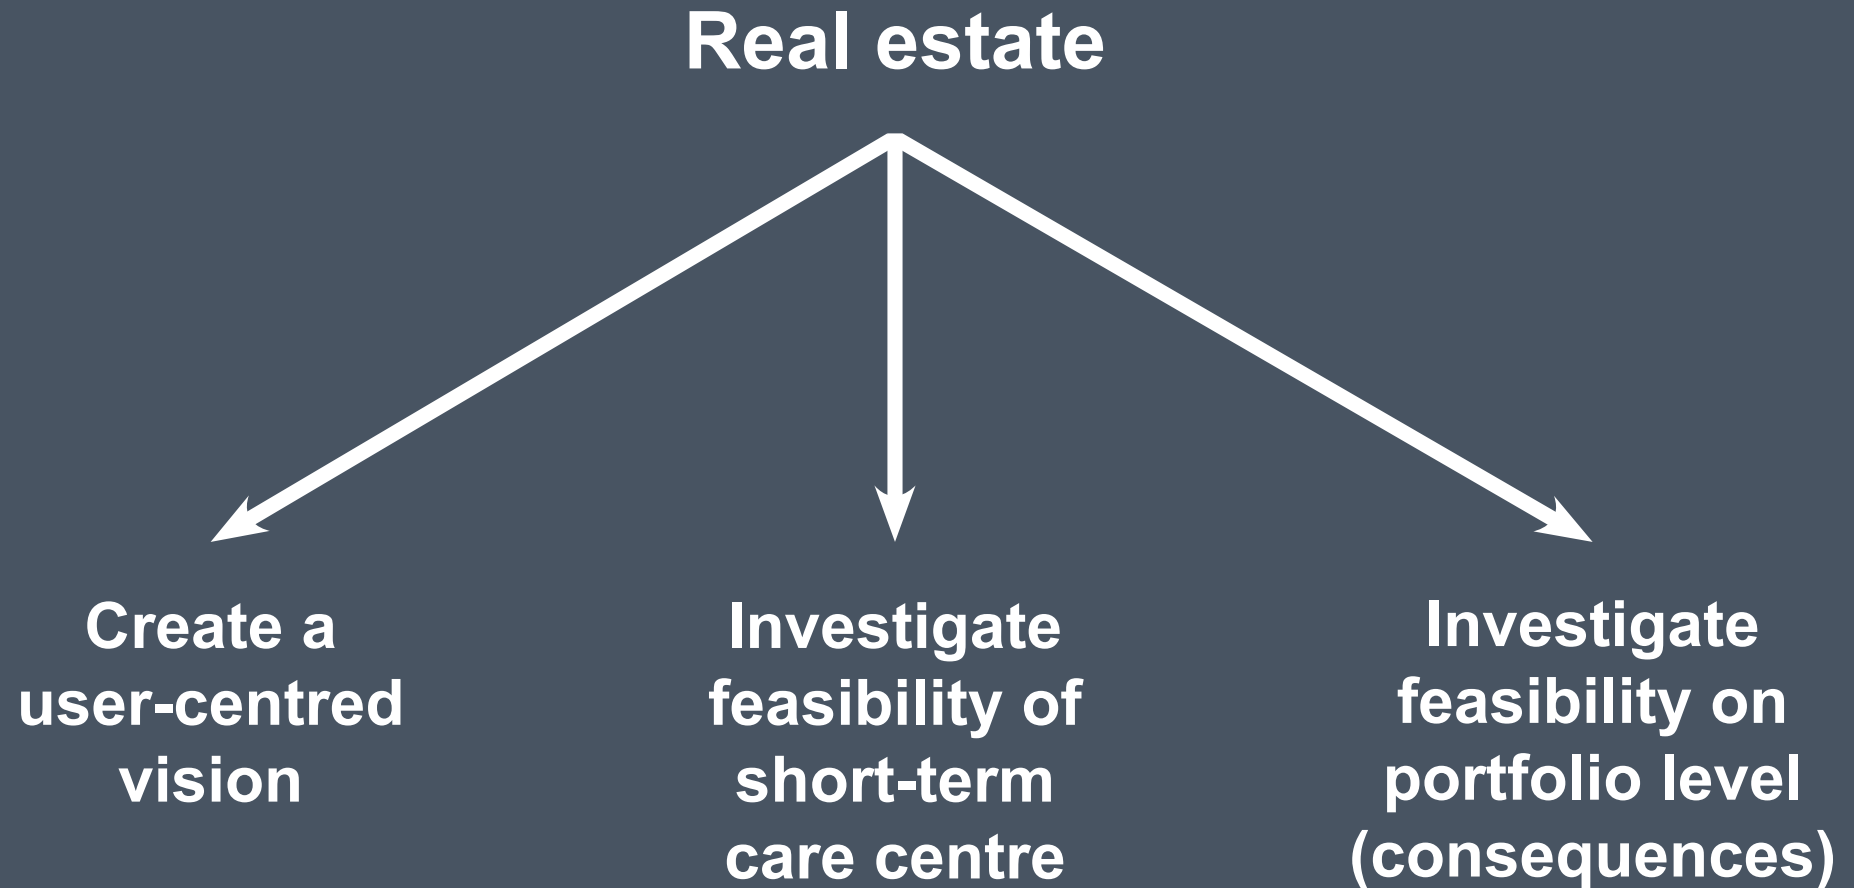 Real estate
Create a
user-centred
vision
Investigate
feasibility of
short-term
care centre
Investigate
feasibility on
portfolio level
(consequences)